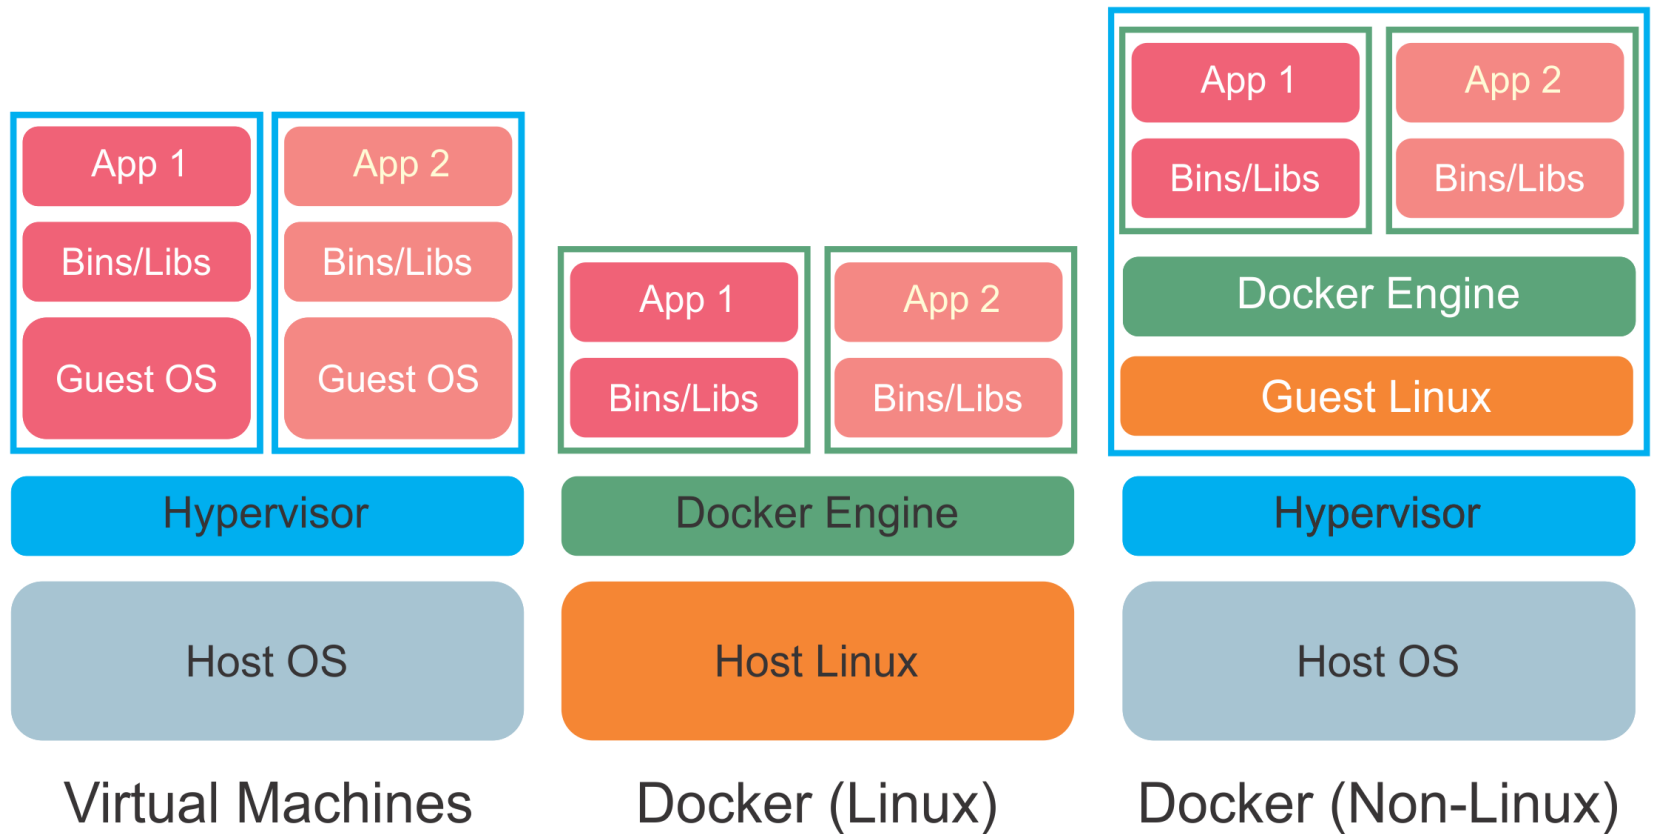 App 1
App 2
Bins/Libs
Bins/Libs
Guest OS
Guest OS
Hypervisor
Host OS
Virtual Machines
App 1
App 2
Bins/Libs
Bins/Libs
Docker Engine
Host Linux
Docker (Linux)
App 1
App 2
Bins/Libs
Bins/Libs
Docker Engine
Guest Linux
Hypervisor
Host OS
Docker (Non-Linux)